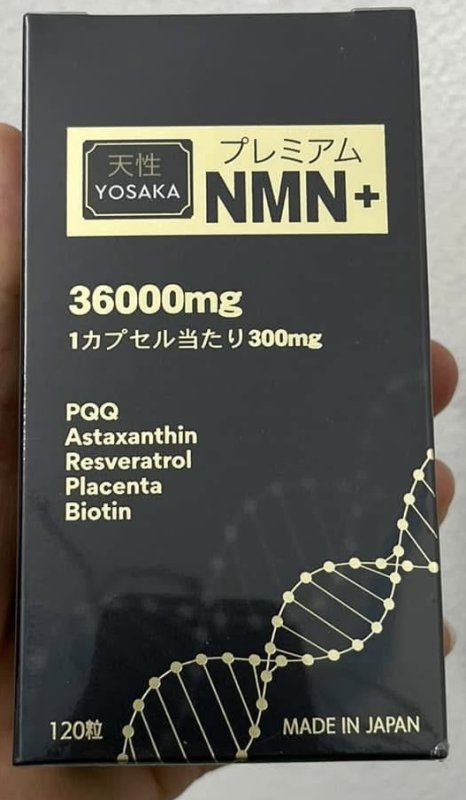 天性
YOSAKA
プレミアム
NMN+
36000mg
1カプセル当たり300mg
PQQ
Astaxanthin
Resveratrol
Placenta
Biotin
120粒
MADE IN JAPAN